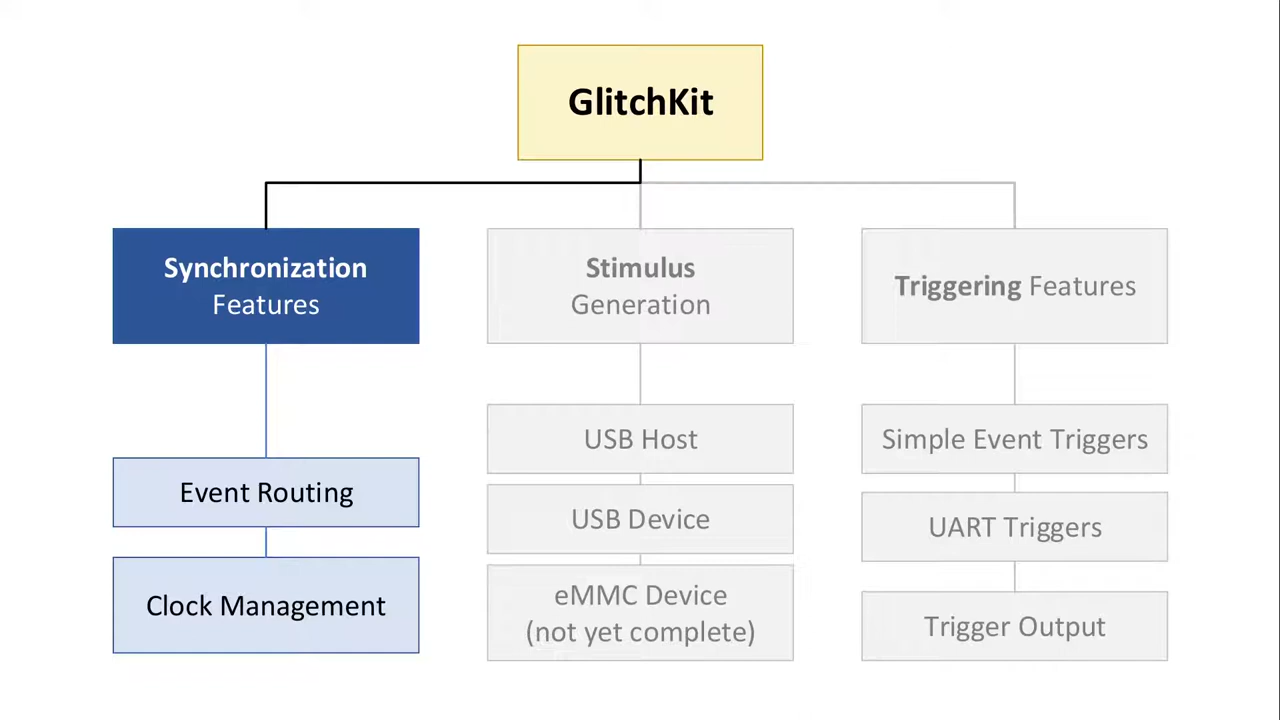 GlitchKit
Synchronization
Features
Event Routing
Clock Management
Stimulus
Generation
USB Host
USB Device
eMMC Device
(not yet complete)
Triggering Features
Simple Event Triggers
UART Triggers
Trigger Output